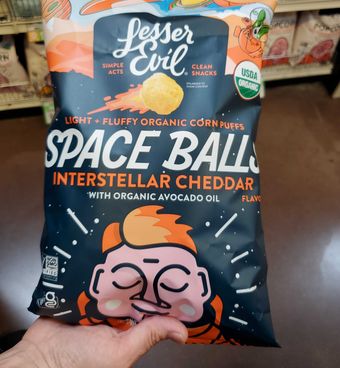 Lesser
Evil
SIMPLE
ACTS
CLEAN
SNACKS
USDA
ORGANIC
LIGHT + FLUFFY ORGANIC CORN PUFFS
SPACE BALLS
INTERSTELLAR CHEDDAR
WITH ORGANIC AVOCADO OIL